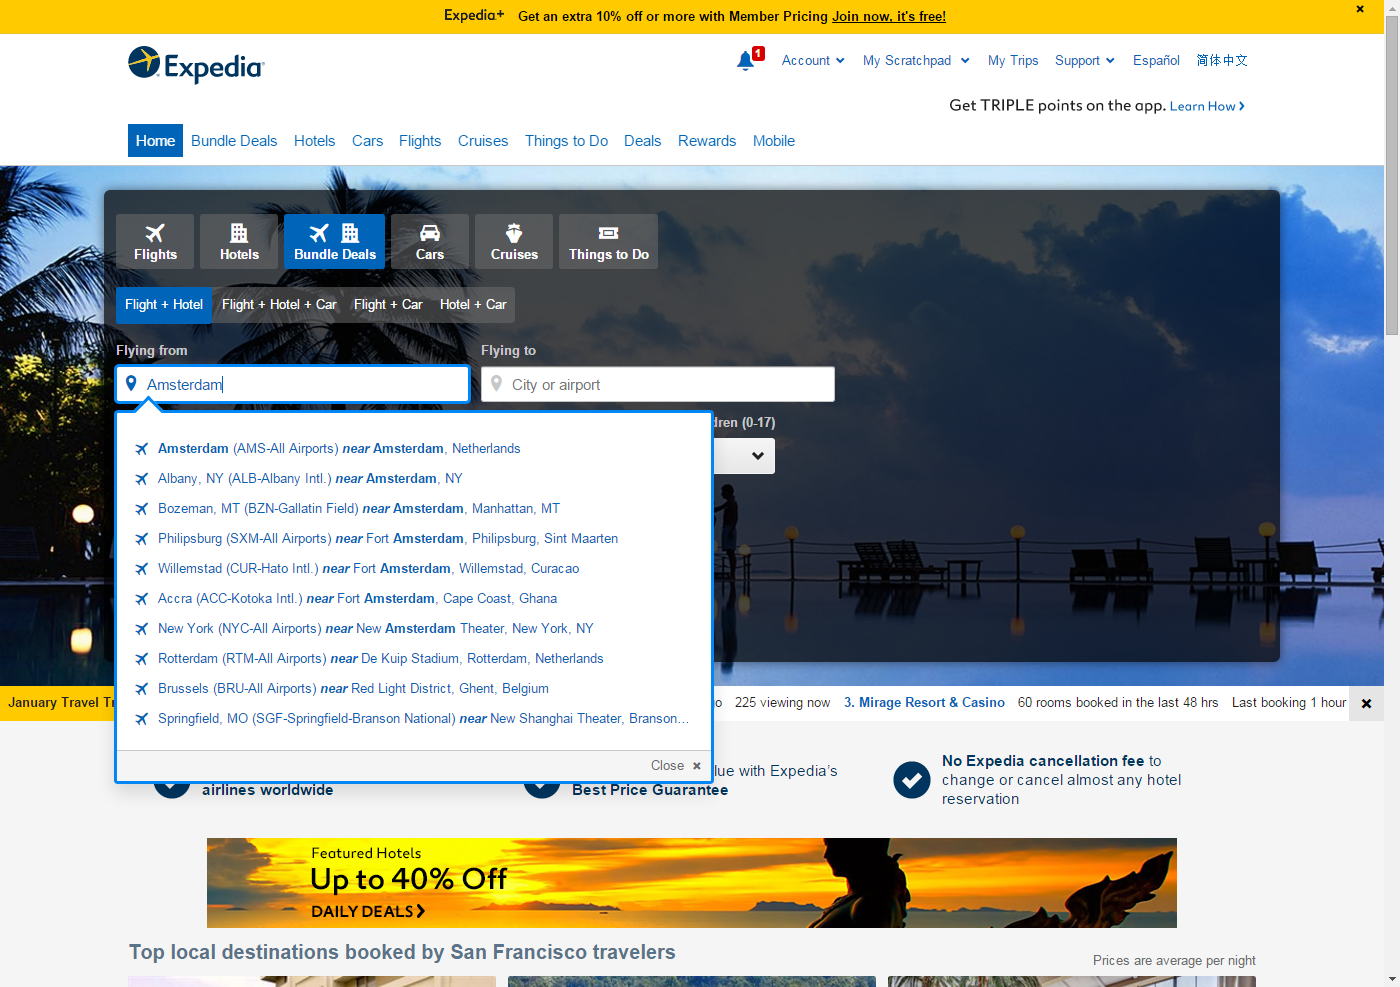 Expedia+ Get an extra 10% off or more with Member Pricing Join now, it's free!
Expedia
1 Account My Scratchpad My Trips Support Español 简体中文
Get TRIPLE points on the app. Learn How
Home Bundle Deals Hotels Cars Flights Cruises Things to Do Deals Rewards Mobile
Flights Hotels Bundle Deals Cars Cruises Things to Do
Flight + Hotel Flight + Hotel + Car Flight + Car Hotel + Car
Flying from Flying to
Amsterdam City or airport
dren (0-17)
Amsterdam (AMS-All Airports) near Amsterdam, Netherlands
Albany, NY (ALB-Albany Intl.) near Amsterdam, NY
Bozeman, MT (BZN-Gallatin Field) near Amsterdam, Manhattan, MT
Philipsburg (SXM-All Airports) near Fort Amsterdam, Philipsburg, Sint Maarten
Willemstad (CUR-Hato Intl.) near Fort Amsterdam, Willemstad, Curacao
Accra (ACC-Kotoka Intl.) near Fort Amsterdam, Cape Coast, Ghana
New York (NYC-All Airports) near New Amsterdam Theater, New York, NY
Rotterdam (RTM-All Airports) near De Kuip Stadium, Rotterdam, Netherlands
Brussels (BRU-All Airports) near Red Light District, Ghent, Belgium
Springfield, MO (SGF-Springfield-Branson National) near New Shanghai Theater, Branson...
Close
January Travel Tr go 225 viewing now 3. Mirage Resort & Casino 60 rooms booked in the last 48 hrs Last booking 1 hour
airlines worldwide
lue with Expedia's
Best Price Guarantee
No Expedia cancellation fee to
change or cancel almost any hotel
reservation
Featured Hotels
Up to 40% Off
DAILY DEALS
Top local destinations booked by San Francisco travelers
Prices are average per night